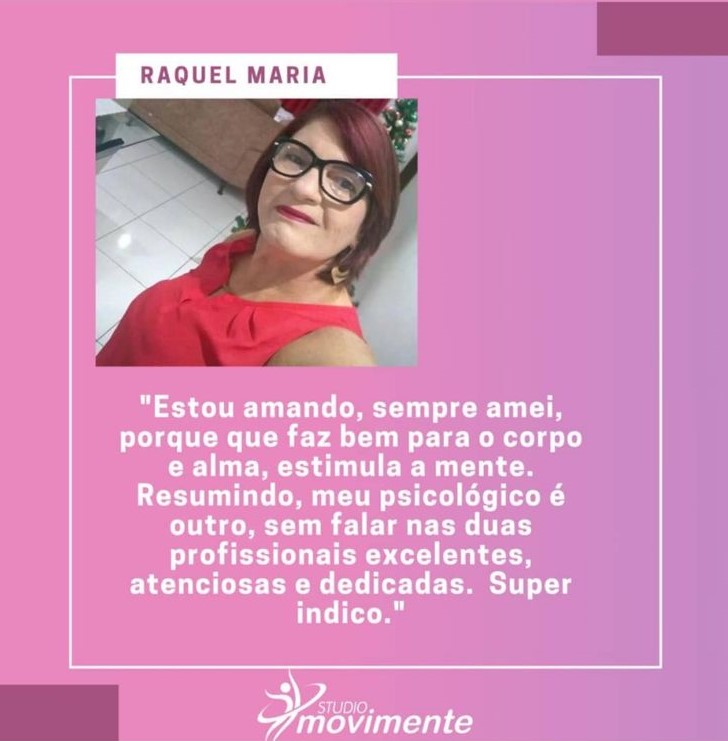 RAQUEL MARIA
"Estou amando, sempre amei,
porque que faz bem para o corpo
e alma, estimula a mente.
Resumindo, meu psicológico é
outro, sem falar nas duas
profissionais excelentes,
atenciosas e dedicadas. Super
indico."
STUDIO
movimente